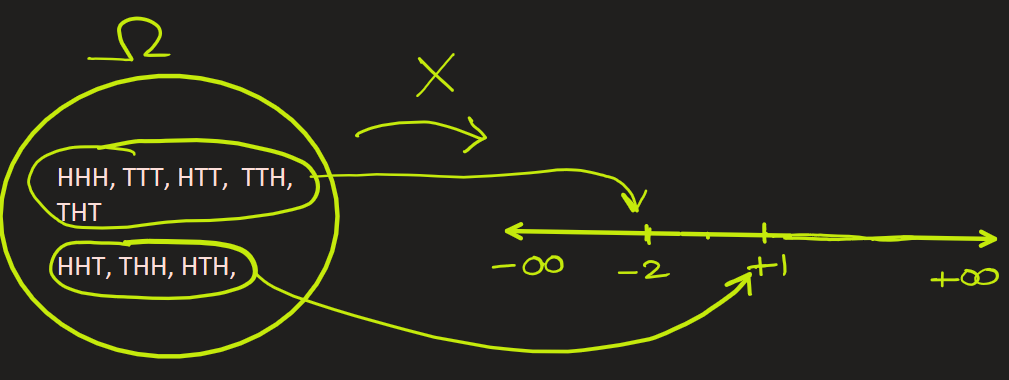 Ω
X
HHH, TTT, HTT, TTH,
THT
HHT, THH, HTH,
-∞ -2 +1 +∞